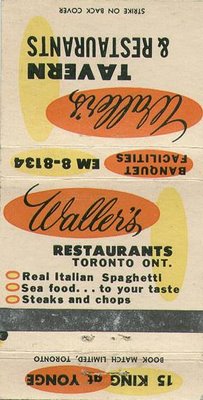 STRIKE ON BACK COVER
& RESTAURANTS
TAVERN
Waller's
BANQUET
FACILITIES
EM 8-8134
Waller's
RESTAURANTS
TORONTO ONT.
Real Italian Spaghetti
Sea food... to your taste
Steaks and chops
BOOK MATCH LIMITED, TORONTO
15 KING at YONGE